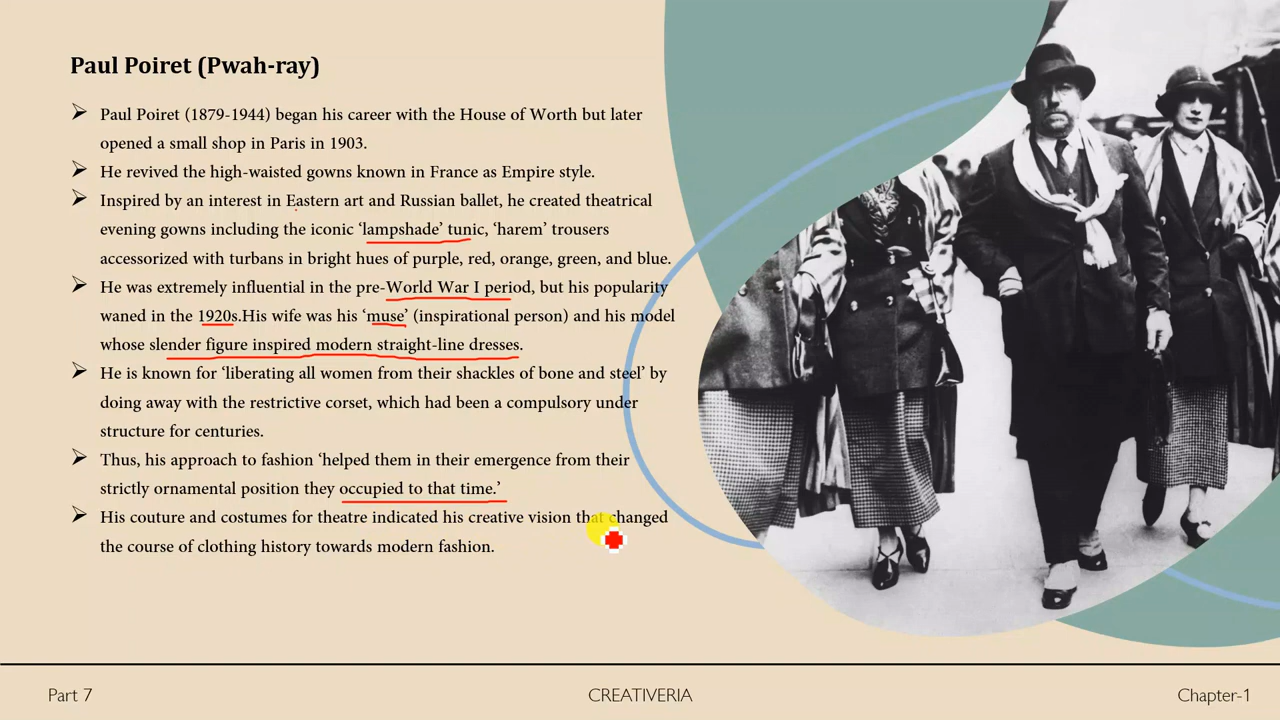 Paul Poiret (Pwah-ray)
Paul Poiret (1879-1944) began his career with the House of Worth but later
opened a small shop in Paris in 1903.
He revived the high-waisted gowns known in France as Empire style.
Inspired by an interest in Eastern art and Russian ballet, he created theatrical
evening gowns including the iconic ‘lampshade’ tunic, ‘harem’ trousers
accessorized with turbans in bright hues of purple, red, orange, green, and blue.
He was extremely influential in the pre-World War I period, but his popularity
waned in the 1920s.His wife was his ‘muse’ (inspirational person) and his model
whose slender figure inspired modern straight-line dresses.
He is known for ‘liberating all women from their shackles of bone and steel’ by
doing away with the restrictive corset, which had been a compulsory under
structure for centuries.
Thus, his approach to fashion ‘helped them in their emergence from their
strictly ornamental position they occupied to that time.’
His couture and costumes for theatre indicated his creative vision that changed
the course of clothing history towards modern fashion.
Part 7
CREATIVERIA
Chapter-1